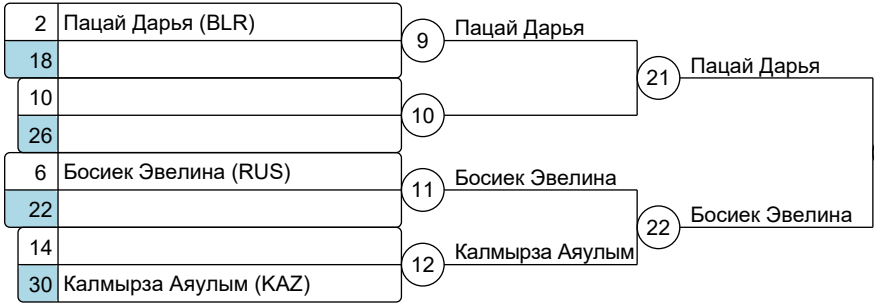 2 Пацай Дарья (BLR)
18
9 Пацай Дарья
10
26
10
21 Пацай Дарья
6 Босиек Эвелина (RUS)
22
11 Босиек Эвелина
14
30 Калмырза Аяулым (KAZ)
12 Калмырза Аяулым
22 Босиек Эвелина